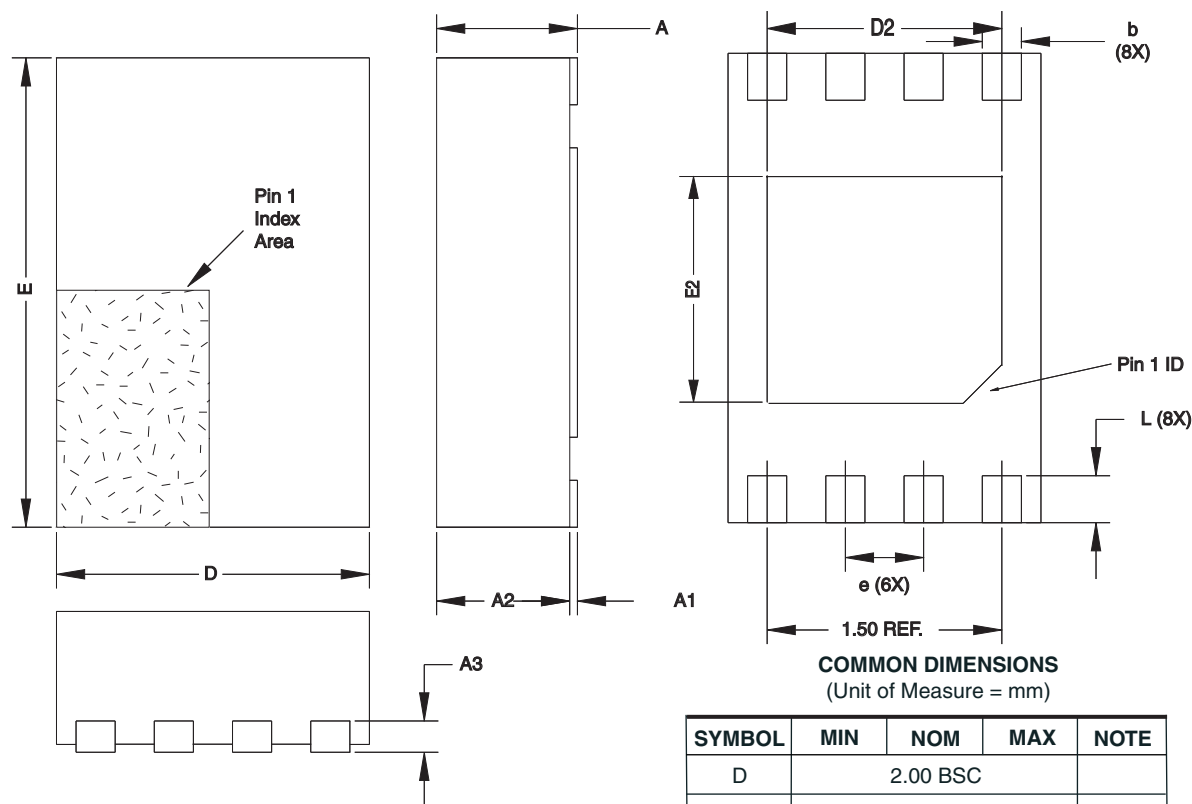 A
D2
b
(8X)
Pin 1
Index
Area
E
E2
Pin 1 ID
L (8X)
D
A2
A1
e (6X)
1.50 REF.
A3
COMMON DIMENSIONS
(Unit of Measure = mm)
SYMBOL MIN NOM MAX NOTE
D 2.00 BSC